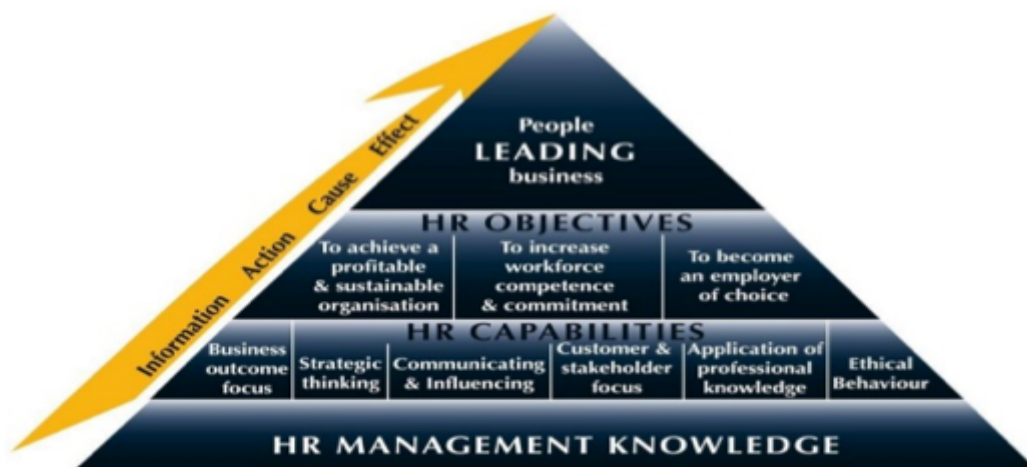 People
LEADING
business
HR OBJECTIVES
To achieve a
profitable
& sustainable
organisation
To increase
workforce
competence
& commitment
To become
an employer
of choice
HR CAPABILITIES
Business
outcome
focus
Strategic
thinking
Communicating
& Influencing
Customer &
stakeholder
focus
Application of
professional
knowledge
Ethical
Behaviour
HR MANAGEMENT KNOWLEDGE
Information Action Cause Effect